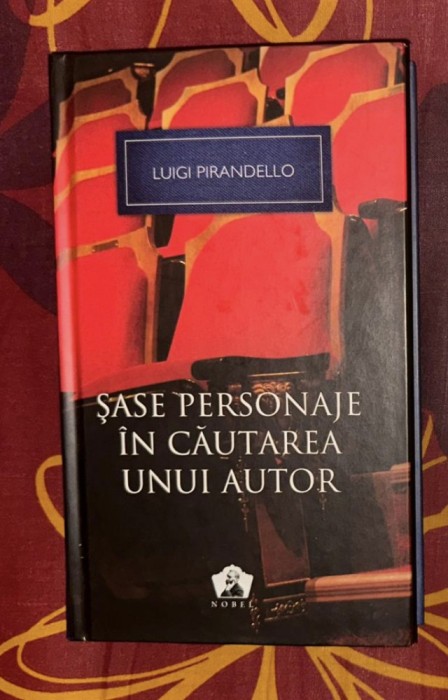 LUIGI PIRANDELLO
ŞASE PERSONAJE
ÎN CĂUTAREA
UNUI AUTOR
NOBEL